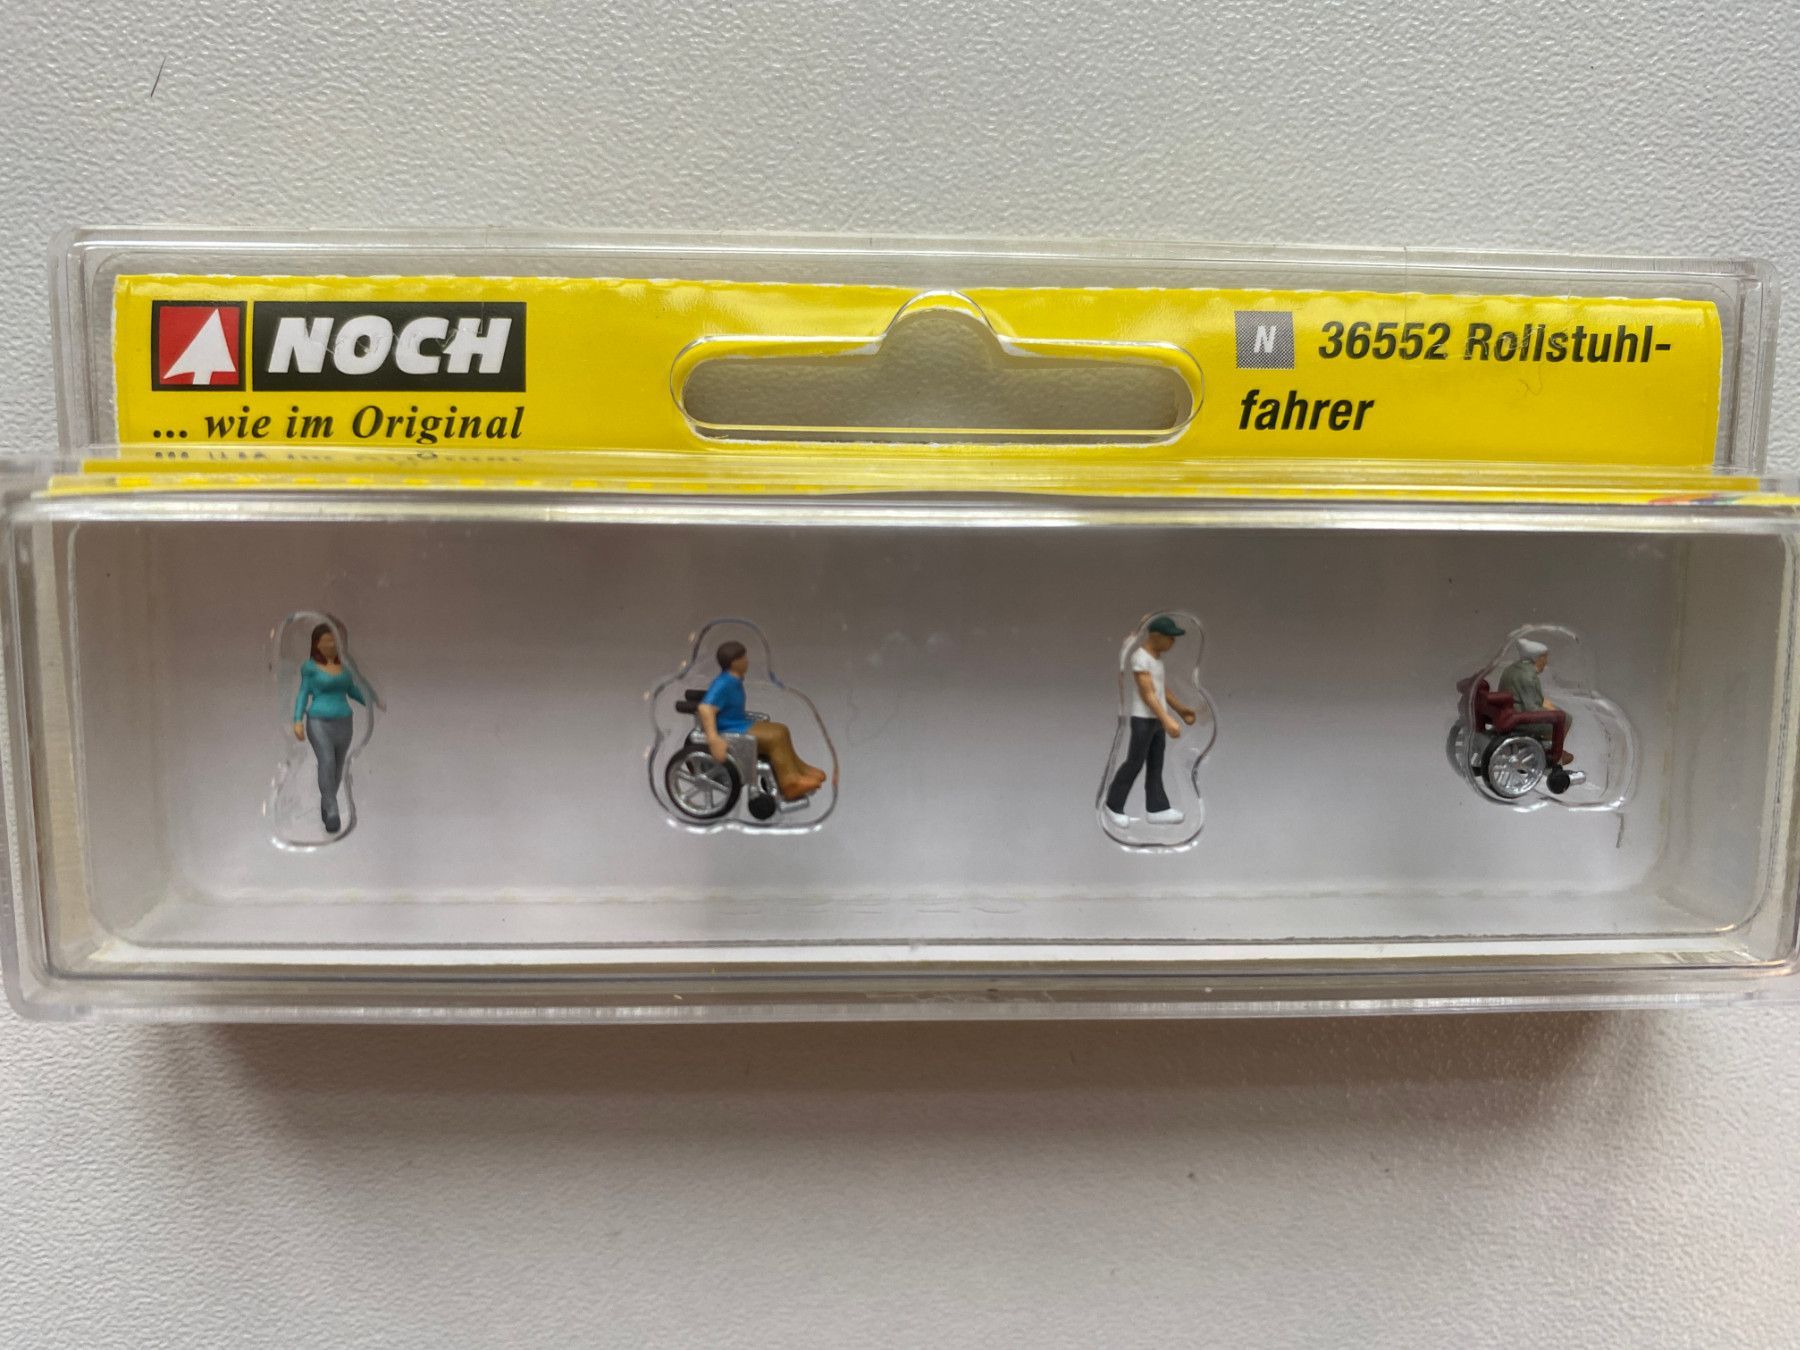 NOCH
... wie im Original
N 36552 Rollstuhl-
fahrer